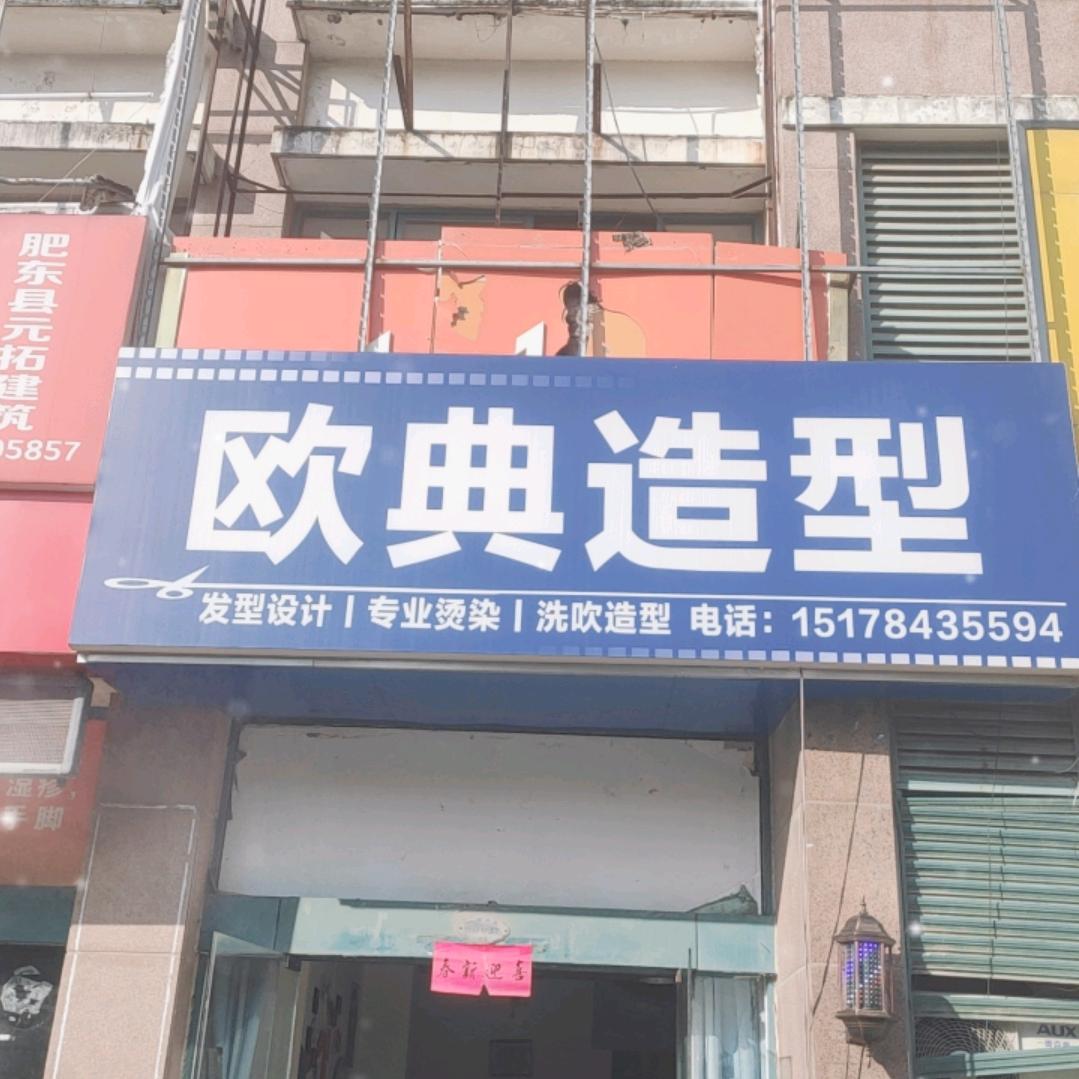 肥东县元拓建筑
05857
欧典造型
发型设计 | 专业烫染 | 洗吹造型 电话：15178435594
湿疹，
手脚
春新迎喜
AUX